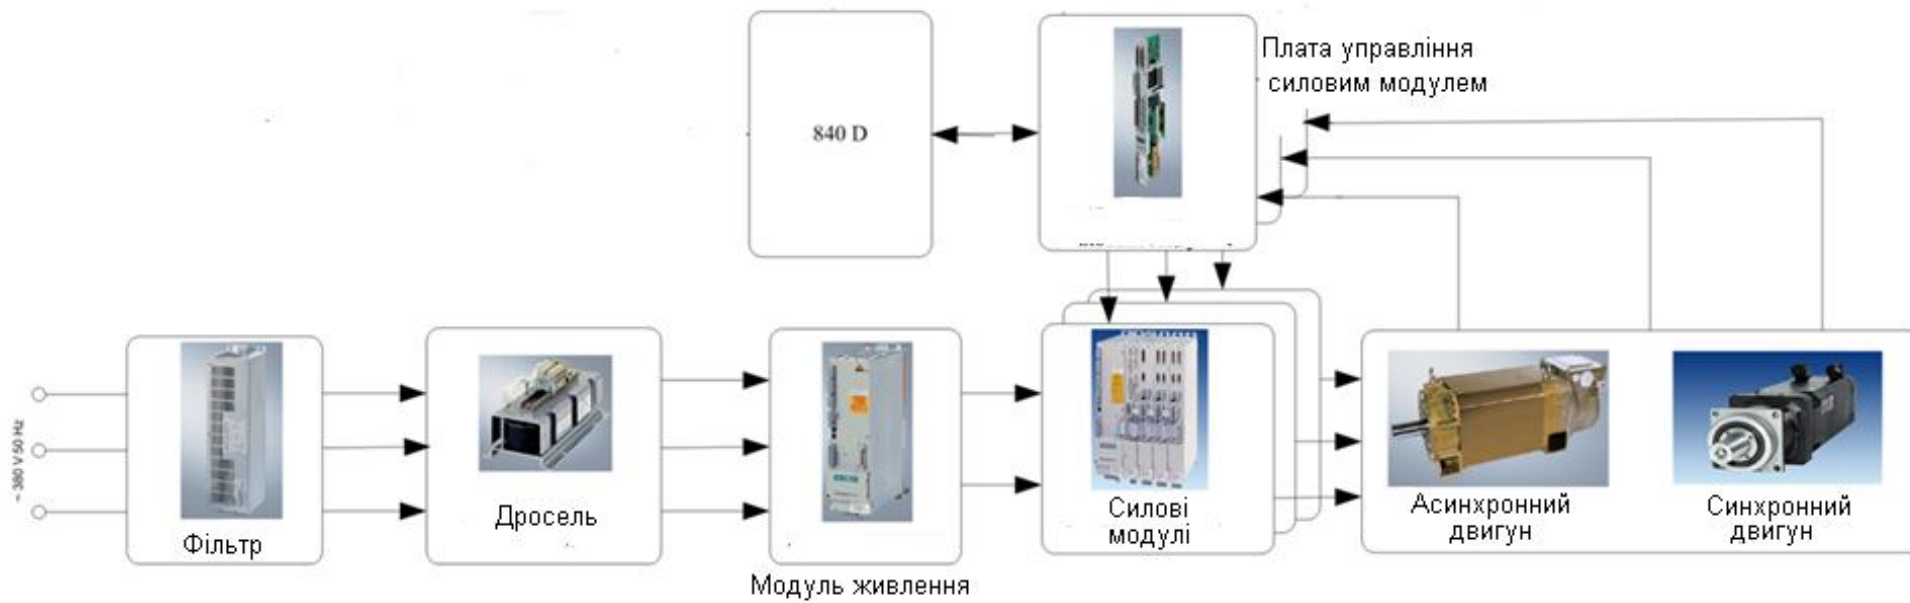 840 D
Плата управління
силовим модулем
~ 380 V 50 Hz
Фільтр
Дросель
Модуль живлення
Силові
модулі
Асинхронний
двигун
Синхронний
двигун